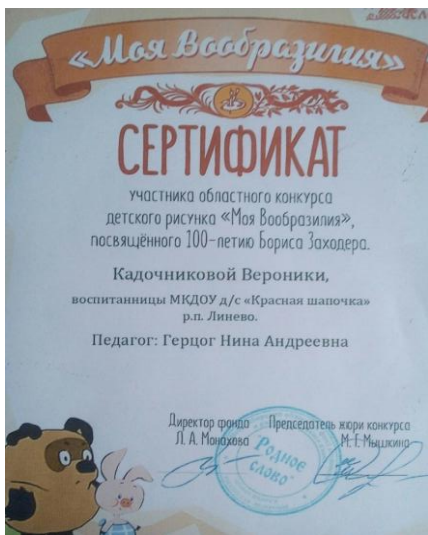 «Моя Вообразилия»
СЕРТИФИКАТ
участника областного конкурса
детского рисунка «Моя Вообразилия»,
посвящённого 100-летию Бориса Заходера.
Кадочниковой Вероники,
воспитанницы МКДОУ д/с «Красная шапочка»
р.п. Линево.
Педагог: Герцог Нина Андреевна
Директор фонда
Л. А. Монахова
Председатель жюри конкурса
М. Г. Мышкина
Родное
слово